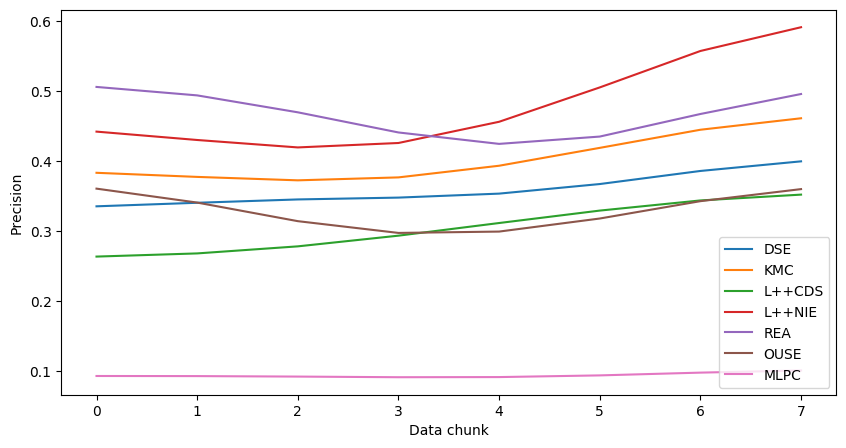 0.6
0.5
0.4
0.3
0.2
0.1
Precision
0 1 2 3 4 5 6 7
Data chunk
DSE
KMC
L++CDS
L++NIE
REA
OUSE
MLPC